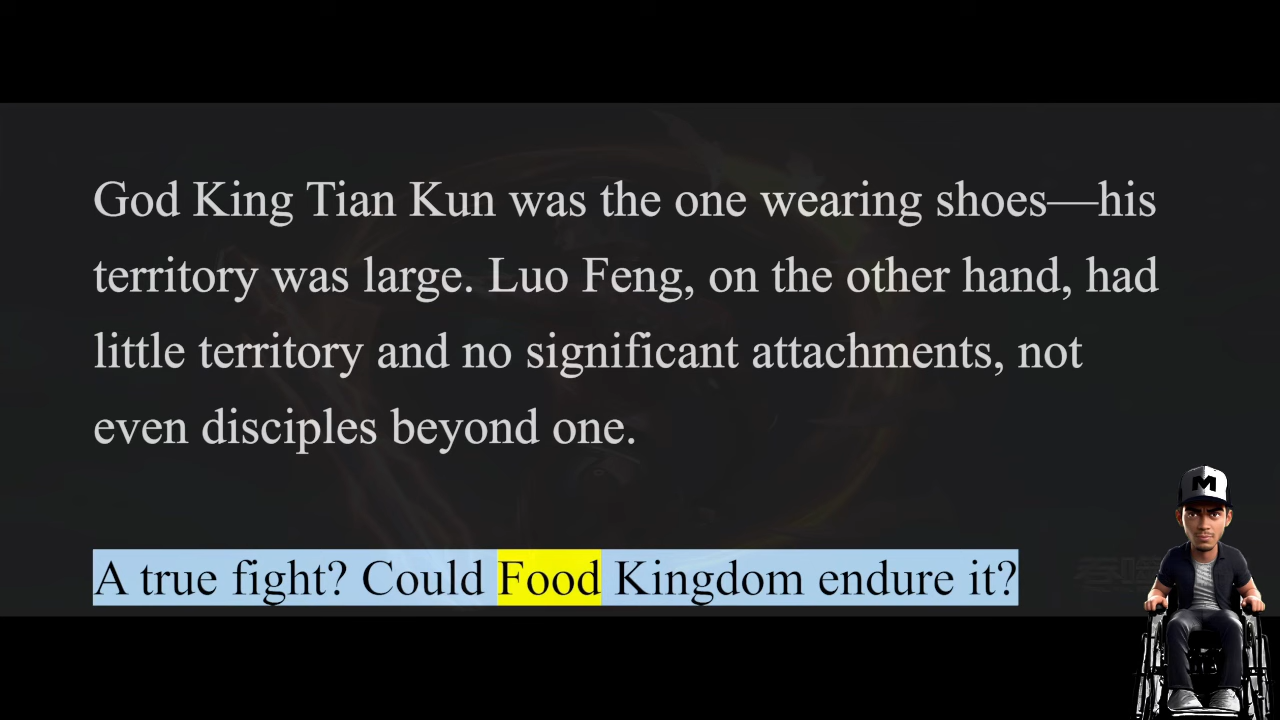 God King Tian Kun was the one wearing shoes—his
territory was large. Luo Feng, on the other hand, had
little territory and no significant attachments, not
even disciples beyond one.
A true fight? Could Food Kingdom endure it?
M